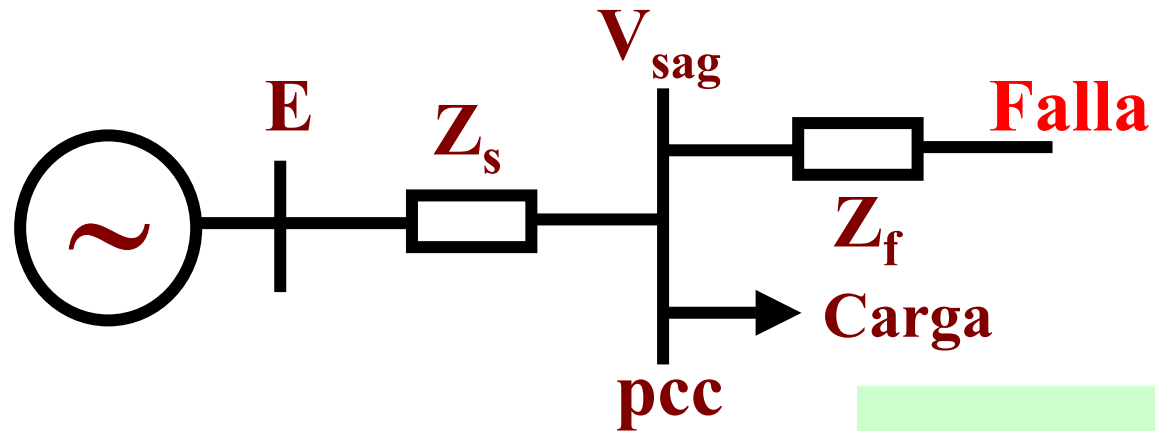 V_sag
E
Z_s
Falla
Z_f
~
Carga
pcc